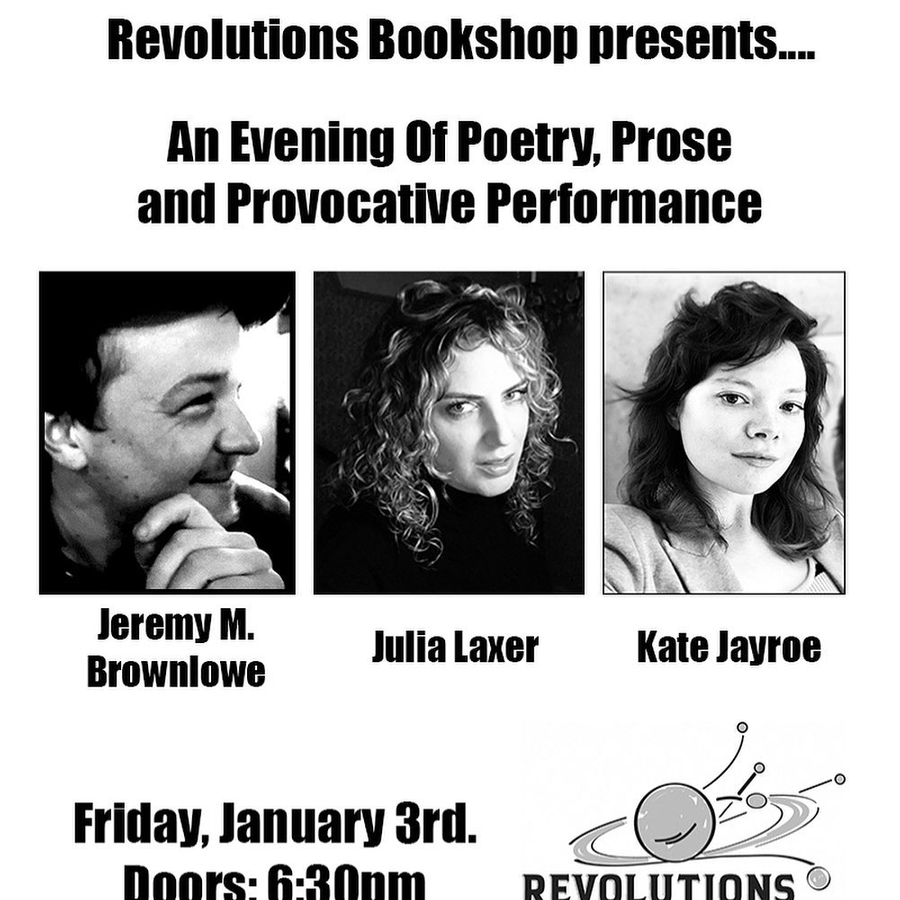 Revolutions Bookshop presents....
An Evening Of Poetry, Prose
and Provocative Performance
Jeremy M.
Brownlowe
Julia Laxer
Kate Jayroe
Friday, January 3rd.
Doors: 6:30pm
REVOLUTIONS